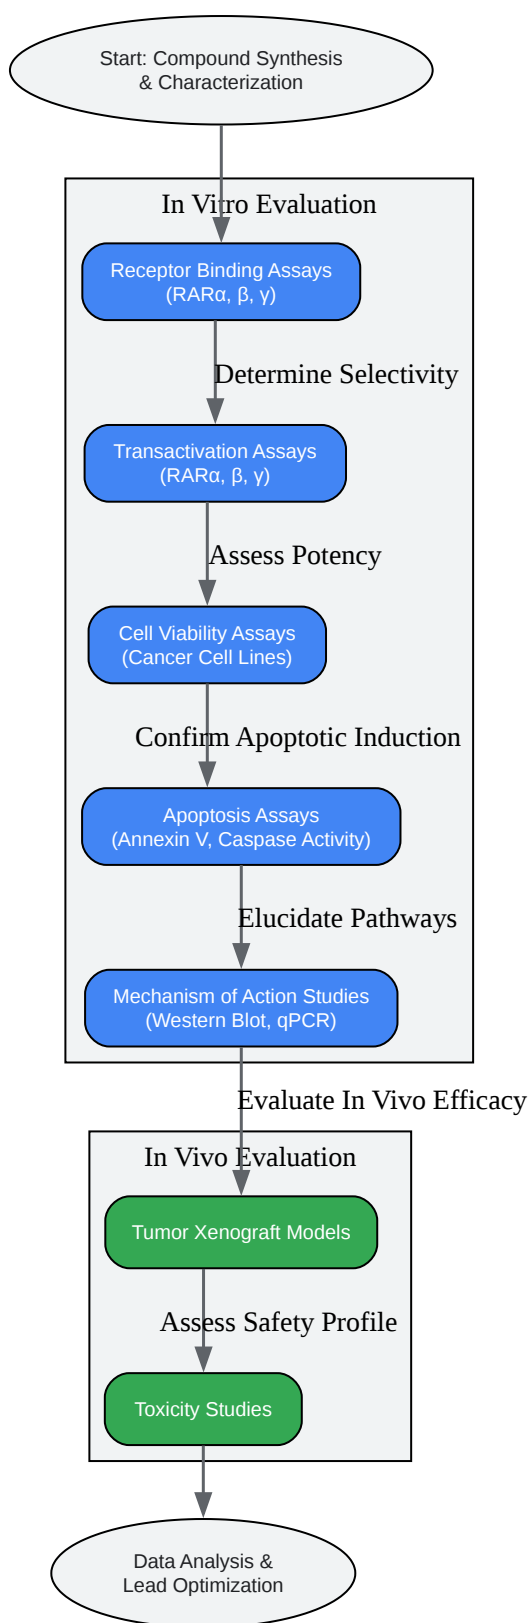 Start: Compound Synthesis
& Characterization
In Vitro Evaluation
Receptor Binding Assays
(RARα, β, γ)
Determine Selectivity
Transactivation Assays
(RARα, β, γ)
Assess Potency
Cell Viability Assays
(Cancer Cell Lines)
Confirm Apoptotic Induction
Apoptosis Assays
(Annexin V, Caspase Activity)
Elucidate Pathways
Mechanism of Action Studies
(Western Blot, qPCR)
Evaluate In Vivo Efficacy
In Vivo Evaluation
Tumor Xenograft Models
Assess Safety Profile
Toxicity Studies
Data Analysis &
Lead Optimization